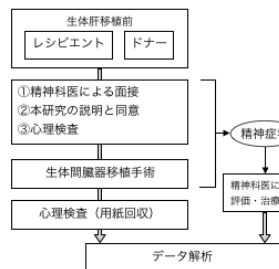 生体肝移植前
レシピエント
ドナー
①精神科医による面接
②本研究の説明と同意
③心理検査
精神症
生体間臓器移植手術
精神科医に
評価・治療
心理検査（用紙回収）
データ解析